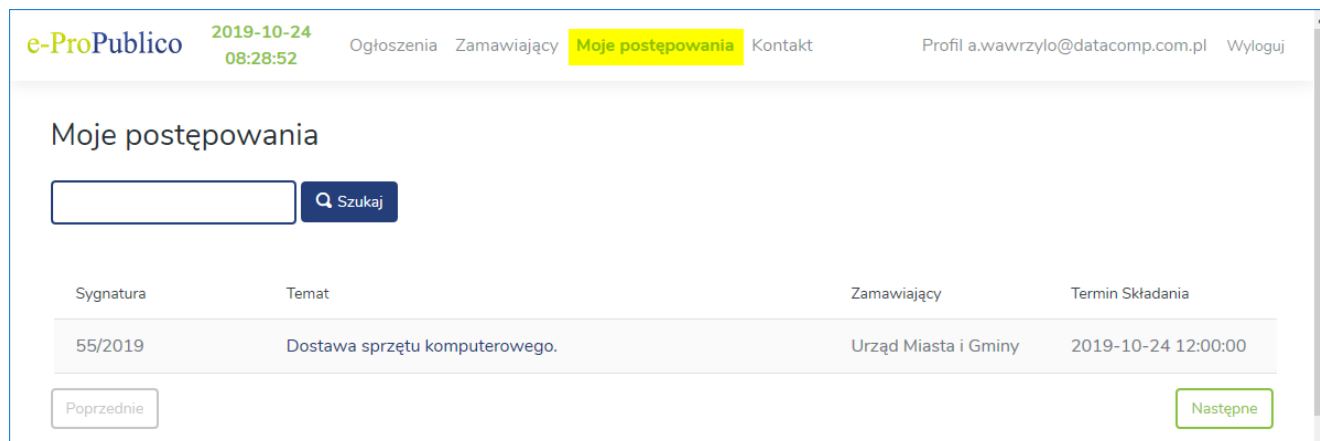 e-ProPublico 2019-10-24 08:28:52 Ogłoszenia Zamawiający Moje postępowania Kontakt Profil a.wawrzylo@datacomp.com.pl Wyloguj
Moje postępowania
Szukaj
Sygnatura Temat Zamawiający Termin Składania
55/2019 Dostawa sprzętu komputerowego. Urząd Miasta i Gminy 2019-10-24 12:00:00
Poprzednie Następne